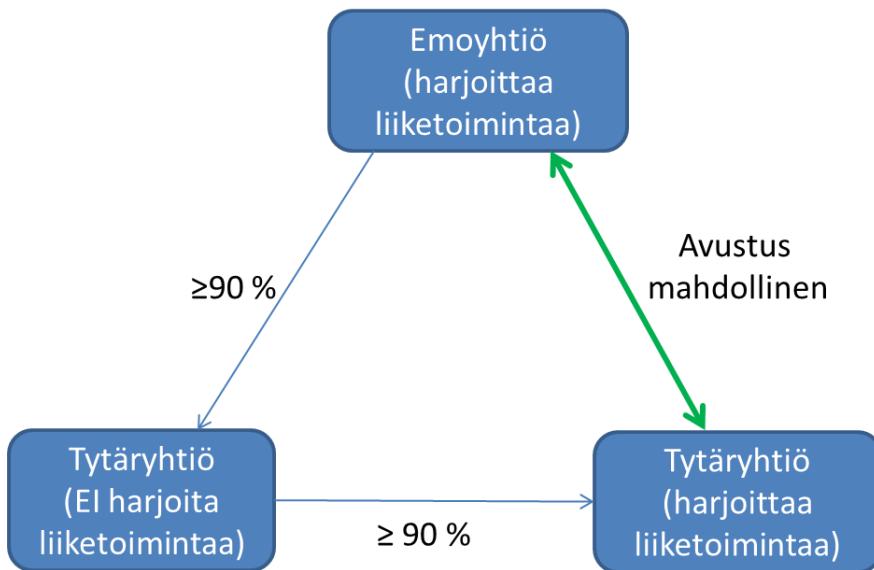 Emoyhtiö
(harjoittaa
liiketoimintaa)
≥90 %
Avustus
mahdollinen
Tytäryhtiö
(EI harjoita
liiketoimintaa)
≥ 90 %
Tytäryhtiö
(harjoittaa
liiketoimintaa)